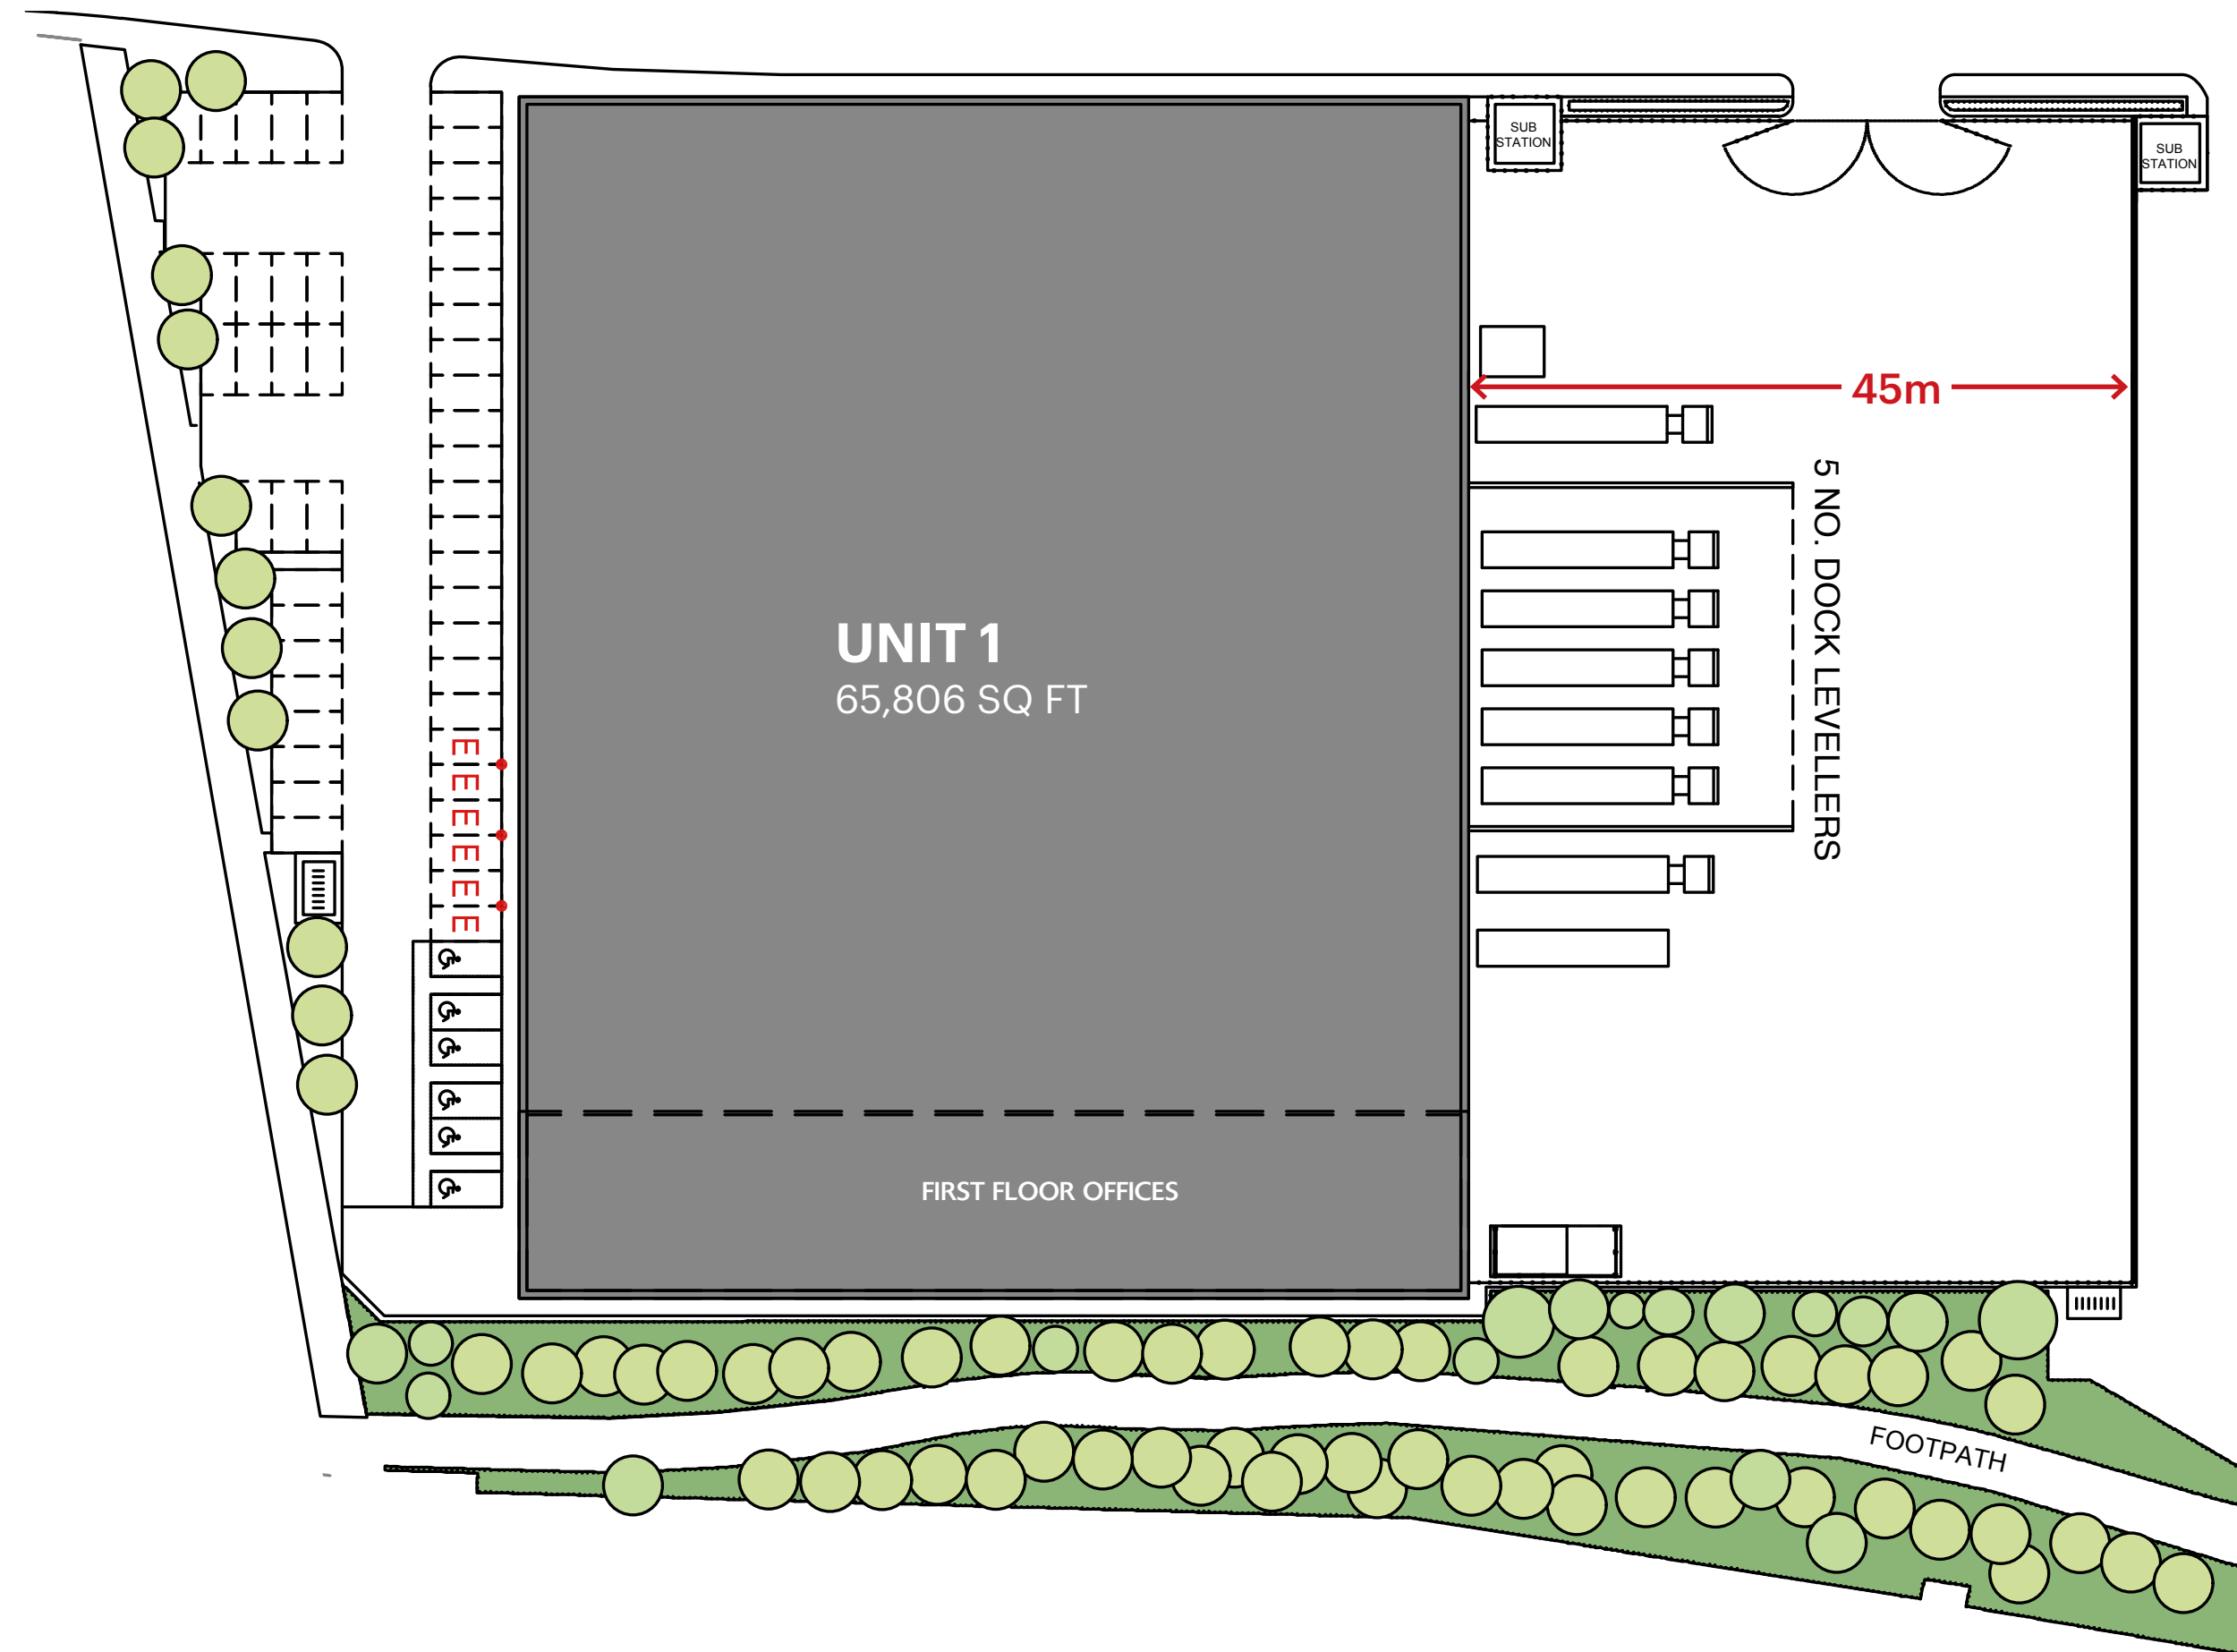 SUB
STATION
SUB
STATION
45m
5 NO. DOCK LEVELLERS
UNIT 1
65,806 SQ FT
E
E
E
E
E
E
FIRST FLOOR OFFICES
FOOTPATH